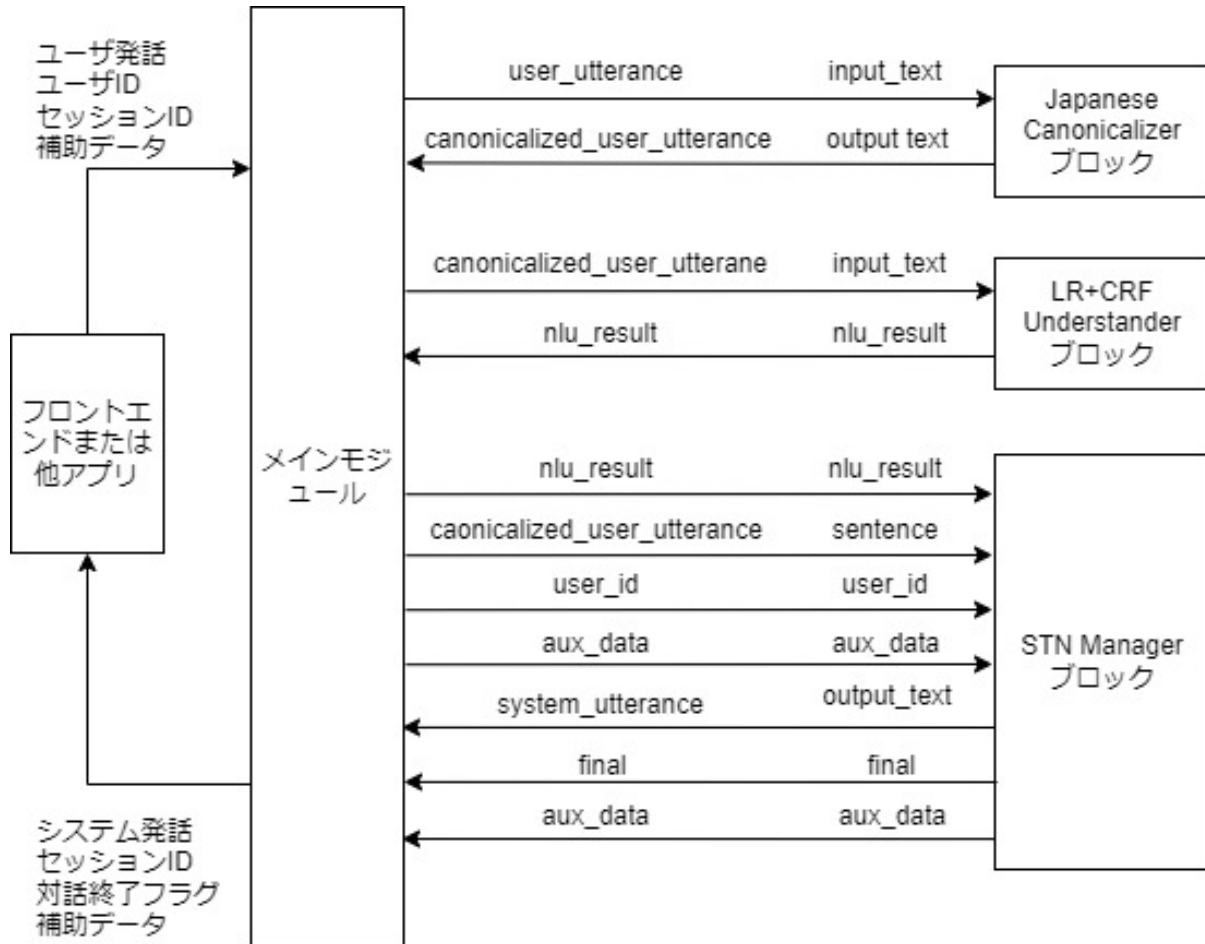 ユーザ発話
ユーザID
セッションID
補助データ
フロントエ
ンドまたは
他アプリ
システム発話
セッションID
対話終了フラグ
補助データ
メインモジ
ュール
user_utterance input_text
canonicalized_user_utterance output text
Japanese
Canonicalizer
ブロック
canonicalized_user_utterane input_text
nlu_result nlu_result
LR+CRF
Understander
ブロック
nlu_result nlu_result
caonicalized_user_utterance sentence
user_id user_id
aux_data aux_data
system_utterance output_text
final final
aux_data aux_data
STN Manager
ブロック